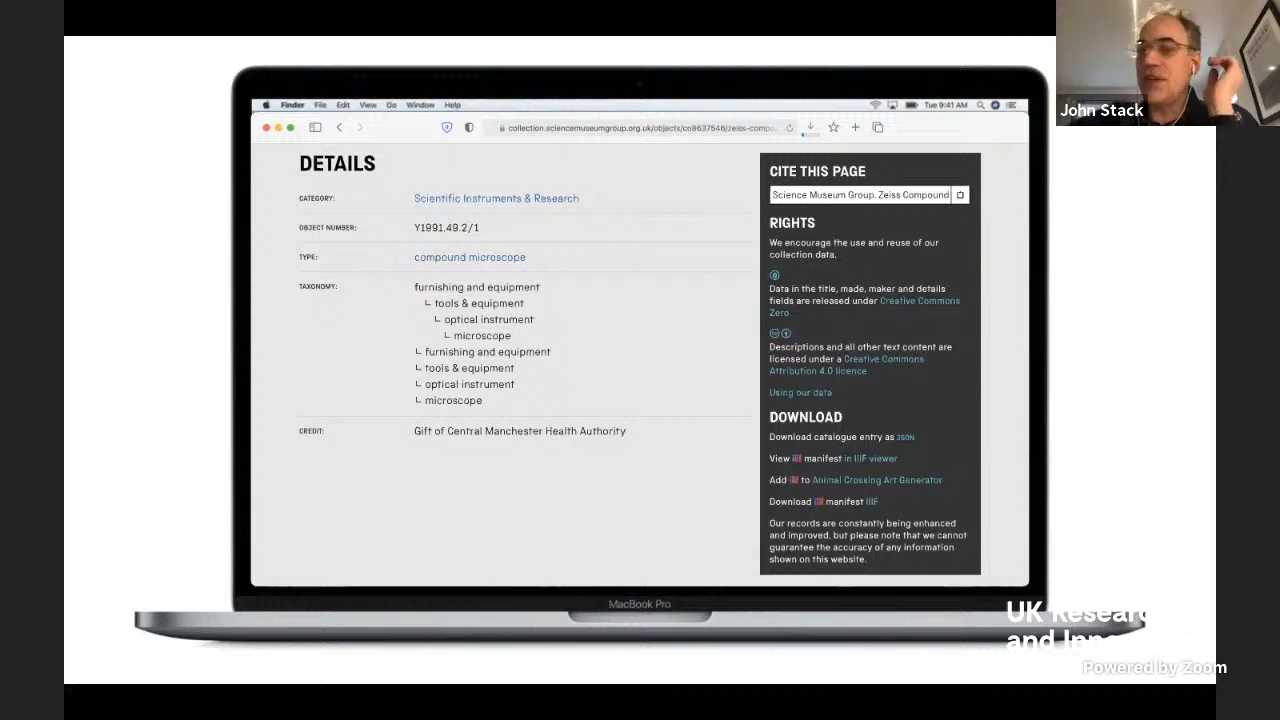 Finder File Edit View Go Window Help
Tue 9:41 AM
collection.sciencemuseumgroup.org.uk/objects/co8637546/zeiss-compo
John Stack
DETAILS
CATEGORY: Scientific Instruments & Research
OBJECT NUMBER: Y1991.49.2/1
TYPE: compound microscope
TAXONOMY: furnishing and equipment
tools & equipment
optical instrument
microscope
furnishing and equipment
tools & equipment
optical instrument
microscope
CREDIT: Gift of Central Manchester Health Authority
CITE THIS PAGE
Science Museum Group. Zeiss Compound
RIGHTS
We encourage the use and reuse of our
collection data.
Data in the title, made, maker and details
fields are released under Creative Commons
Zero
Descriptions and all other text content are
licensed under a Creative Commons
Attribution 4.0 licence
Using our data
DOWNLOAD
Download catalogue entry as JSON
View manifest in IIIF viewer
Add to Animal Crossing Art Generator
Download manifest IIIF
Our records are constantly being enhanced
and improved, but please note that we cannot
guarantee the accuracy of any information
shown on this website.
MacBook Pro
UK Resear
and Inn
Powered by Zoom